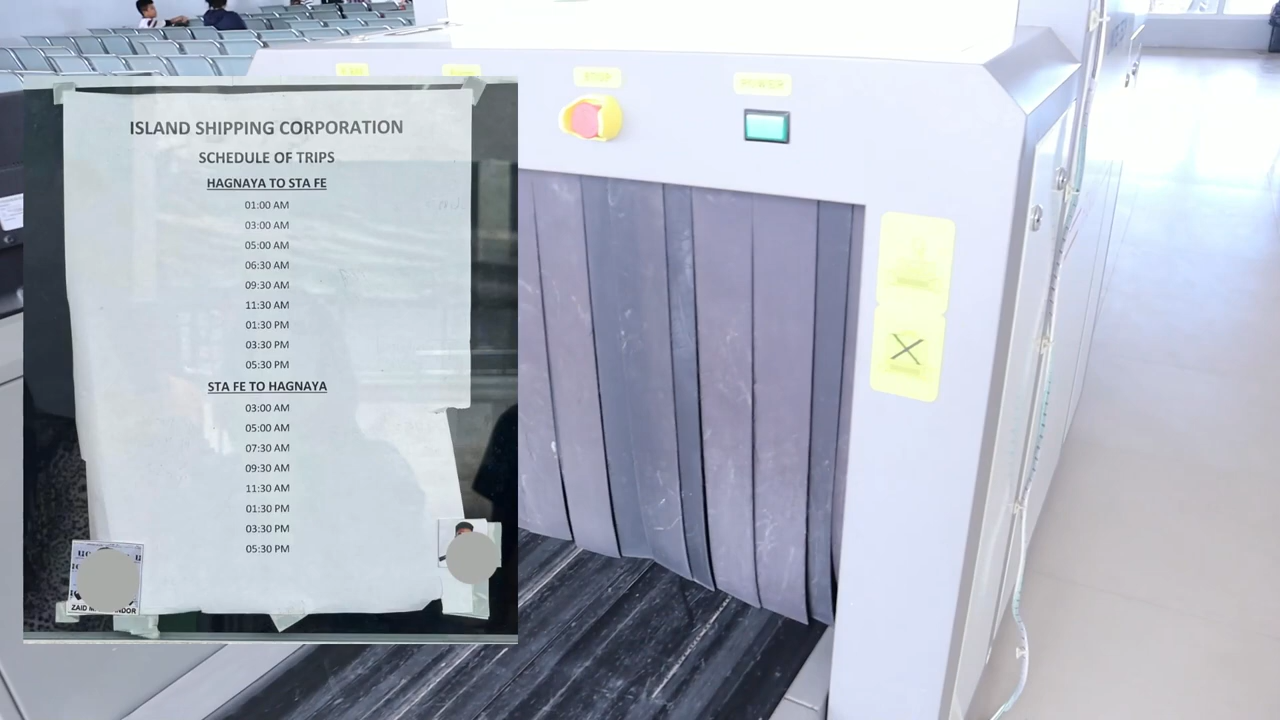 ISLAND SHIPPING CORPORATION
SCHEDULE OF TRIPS
HAGNAYA TO STA FE
01:00 AM
03:00 AM
05:00 AM
06:30 AM
09:30 AM
11:30 AM
01:30 PM
03:30 PM
05:30 PM
STA FE TO HAGNAYA
03:00 AM
05:00 AM
07:30 AM
09:30 AM
11:30 AM
01:30 PM
03:30 PM
05:30 PM
ZAID
STOP
POWER